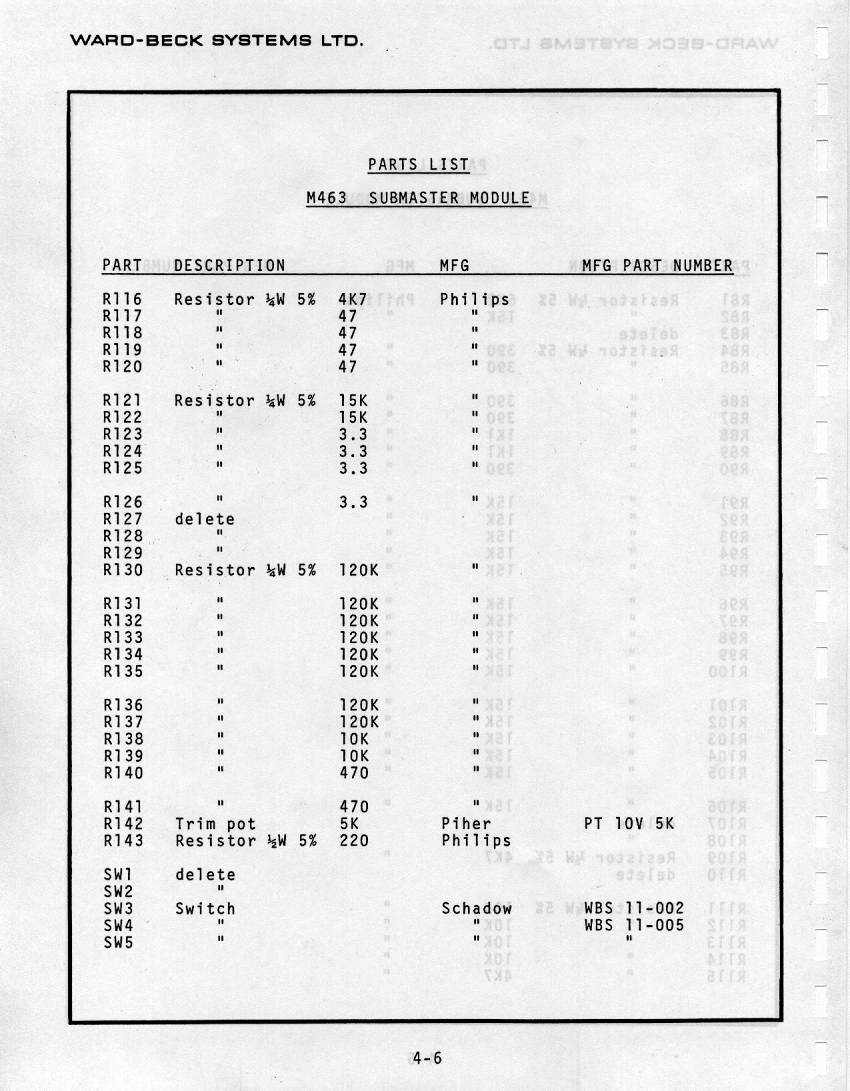 WARD-BECK SYSTEMS LTD.
PARTS LIST
M463 SUBMASTER MODULE
PART DESCRIPTION MFG MFG PART NUMBER
R116 Resistor ¼W 5% 4K7 Philips
R117 " 47 "
R118 " 47 "
R119 " 47 "
R120 " 47 "
R121 Resistor ¼W 5% 15K "
R122 " 15K "
R123 " 3.3 "
R124 " 3.3 "
R125 " 3.3 "
R126 " 3.3 "
R127 delete
R128 "
R129 "
R130 Resistor ¼W 5% 120K "
R131 " 120K "
R132 " 120K "
R133 " 120K "
R134 " 120K "
R135 " 120K "
R136 " 120K "
R137 " 120K "
R138 " 10K "
R139 " 10K "
R140 " 470 "
R141 " 470 "
R142 Trim pot 5K Piher PT 10V 5K
R143 Resistor ½W 5% 220 Philips
SW1 delete
SW2 "
SW3 Switch Schadow WBS 11-002
SW4 " " WBS 11-005
SW5 " " "
4-6